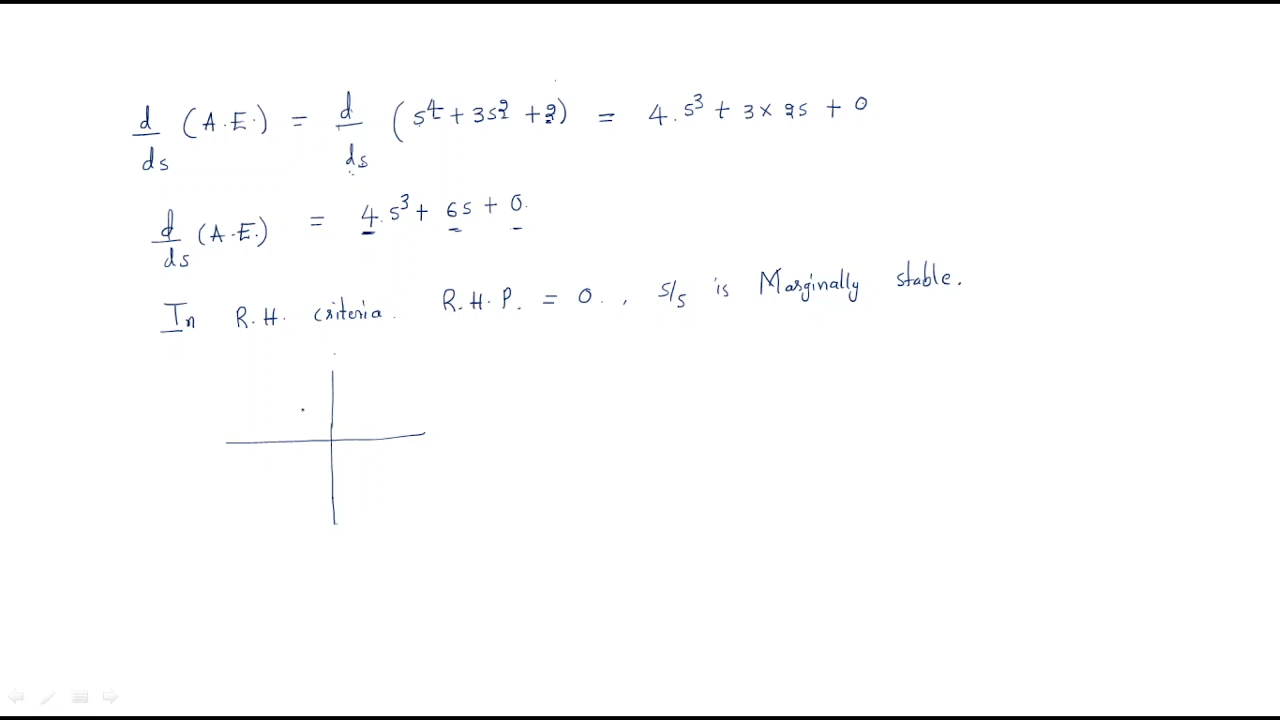 d/ds (A.E.) = d/ds (s⁴ + 3s² + 2) = 4.s³ + 3 × 2s + 0
d/ds (A.E.) = 4.s³ + 6s + 0.
In R.H. criteria. R.H.P. = 0. , s/s is Marginally stable.